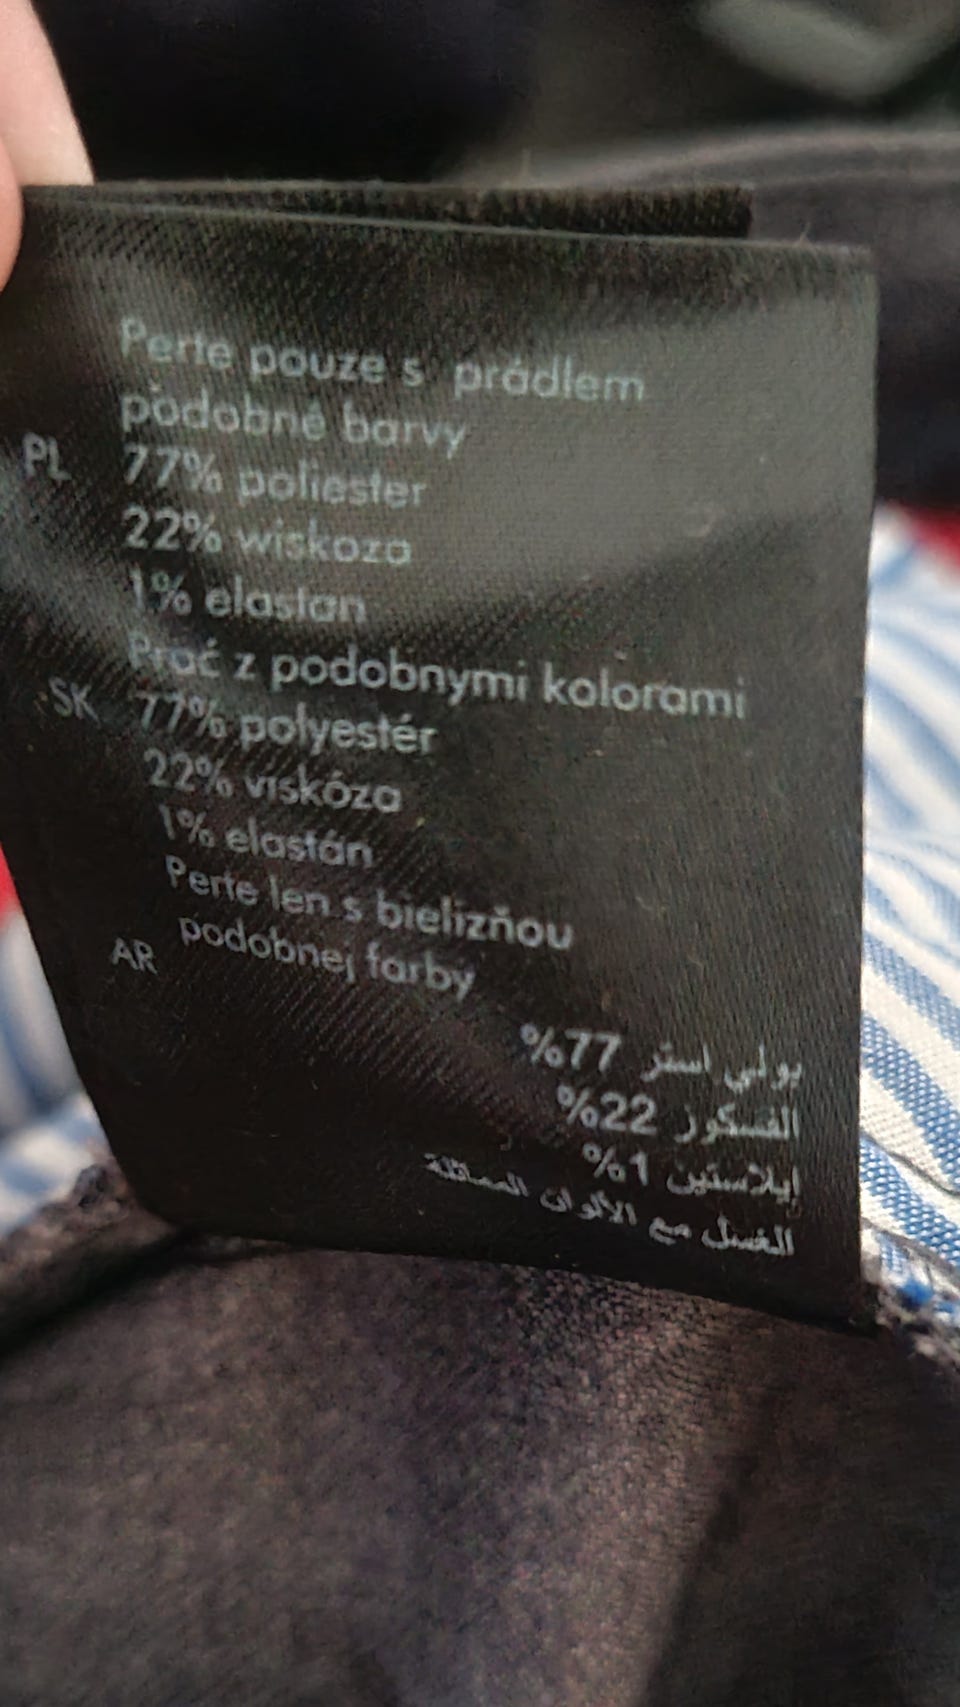 Perte pouze s prádlem
podobné barvy
PL 77% poliester
22% wiskoza
1% elastan
Prać z podobnymi kolorami
SK 77% polyestér
22% viskóza
1% elastán
Perte len s bielizňou
podobnej farby
AR
بولي استر 77%
الفسكوز 22%
إيلاستين 1%
الغسل مع الألوان المماثلة